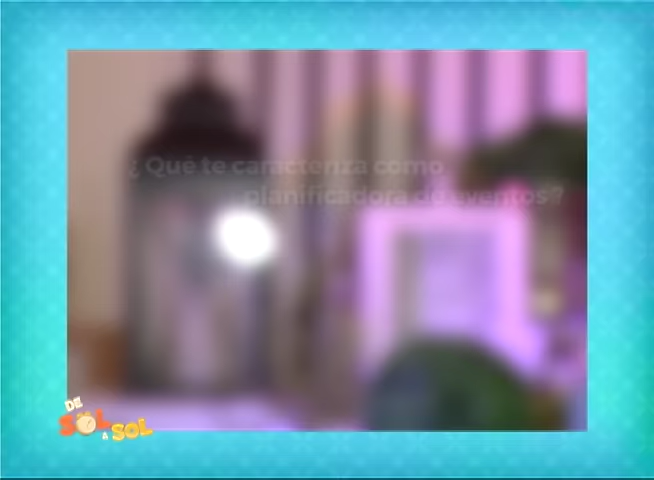 ¿Qué te caracteriza como
planificadora de eventos?
DE
SOL
A SOL